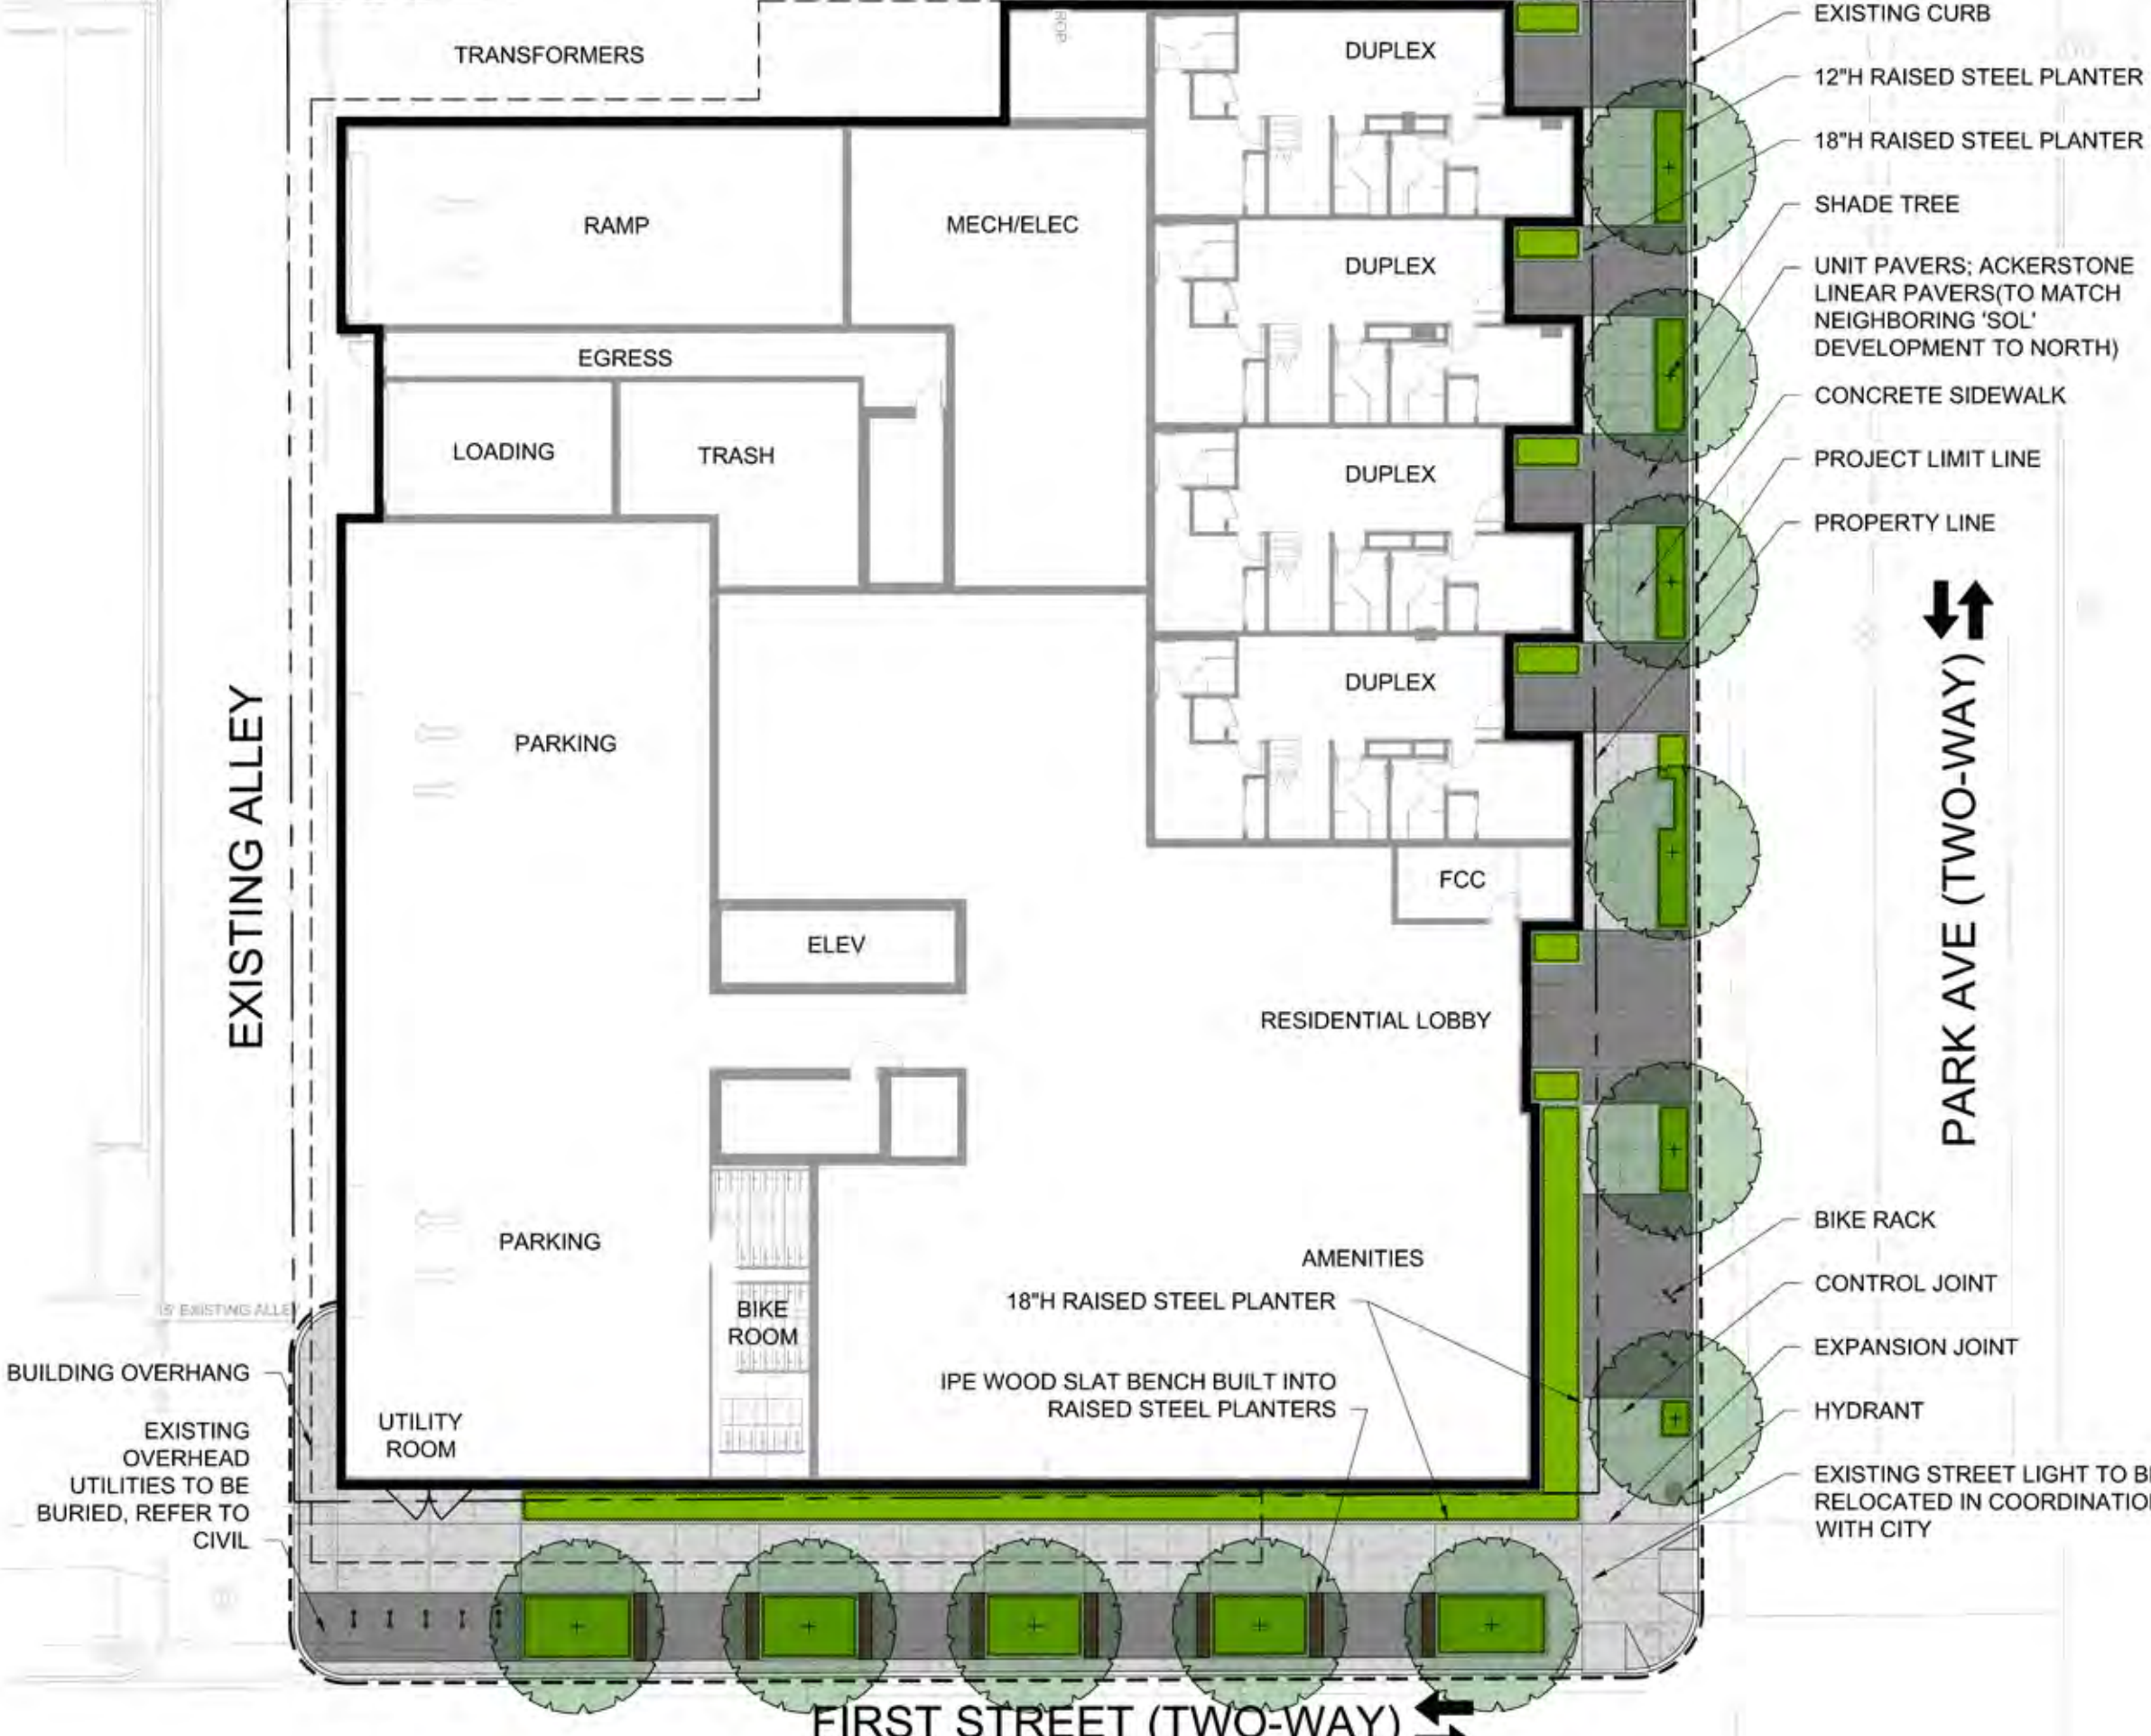 TRANSFORMERS
DUPLEX
EXISTING CURB
12"H RAISED STEEL PLANTER
18"H RAISED STEEL PLANTER
SHADE TREE
RAMP
MECH/ELEC
DUPLEX
UNIT PAVERS; ACKERSTONE
LINEAR PAVERS(TO MATCH
NEIGHBORING 'SOL'
DEVELOPMENT TO NORTH)
EGRESS
CONCRETE SIDEWALK
LOADING
TRASH
DUPLEX
PROJECT LIMIT LINE
PROPERTY LINE
DUPLEX
PARKING
EXISTING ALLEY
PARK AVE (TWO-WAY)
FCC
ELEV
RESIDENTIAL LOBBY
PARKING
BIKE RACK
AMENITIES
CONTROL JOINT
18"H RAISED STEEL PLANTER
BIKE
ROOM
15' EXISTING ALLEY
EXPANSION JOINT
BUILDING OVERHANG
IPE WOOD SLAT BENCH BUILT INTO
RAISED STEEL PLANTERS
HYDRANT
UTILITY
ROOM
EXISTING
OVERHEAD
UTILITIES TO BE
BURIED, REFER TO
CIVIL
EXISTING STREET LIGHT TO BE
RELOCATED IN COORDINATION
WITH CITY
FIRST STREET (TWO-WAY)